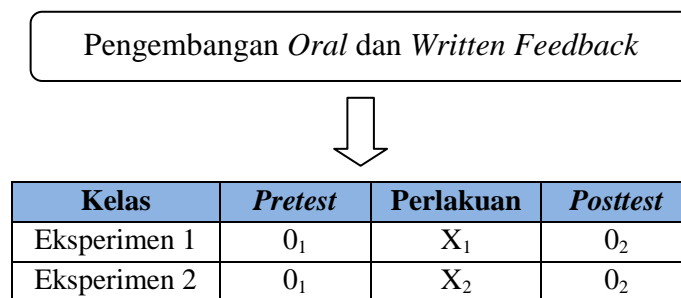 Pengembangan Oral dan Written Feedback
Kelas Pretest Perlakuan Posttest
Eksperimen 1 0₁ X₁ 0₂
Eksperimen 2 0₁ X₂ 0₂